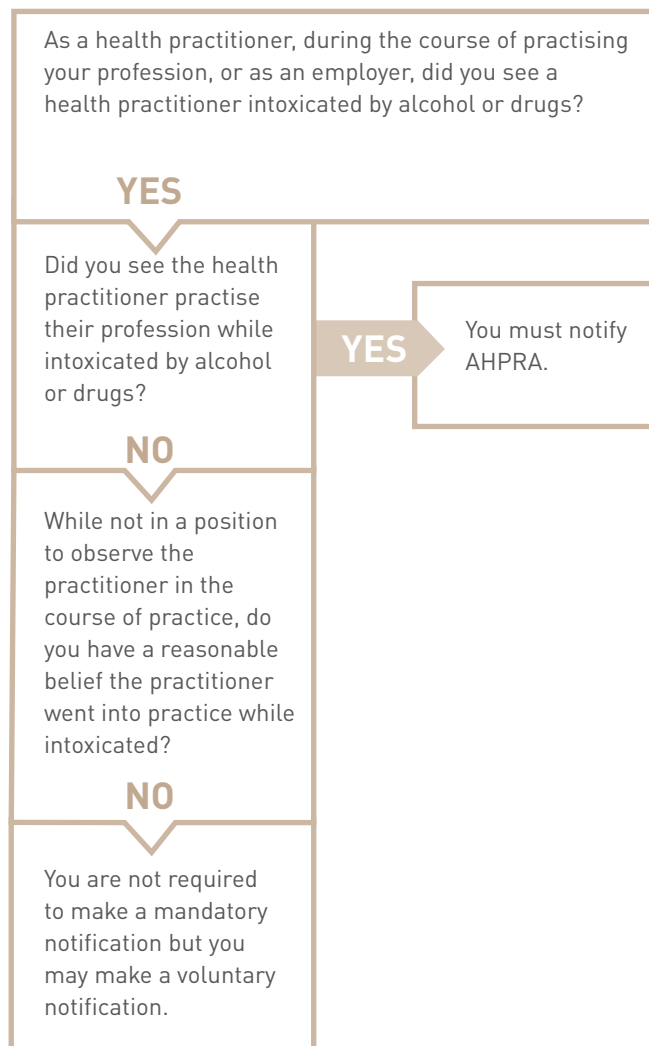 As a health practitioner, during the course of practising
your profession, or as an employer, did you see a
health practitioner intoxicated by alcohol or drugs?
YES
Did you see the health
practitioner practise
their profession while
intoxicated by alcohol
or drugs?
YES
You must notify
AHPRA.
NO
While not in a position
to observe the
practitioner in the
course of practice, do
you have a reasonable
belief the practitioner
went into practice while
intoxicated?
NO
You are not required
to make a mandatory
notification but you
may make a voluntary
notification.